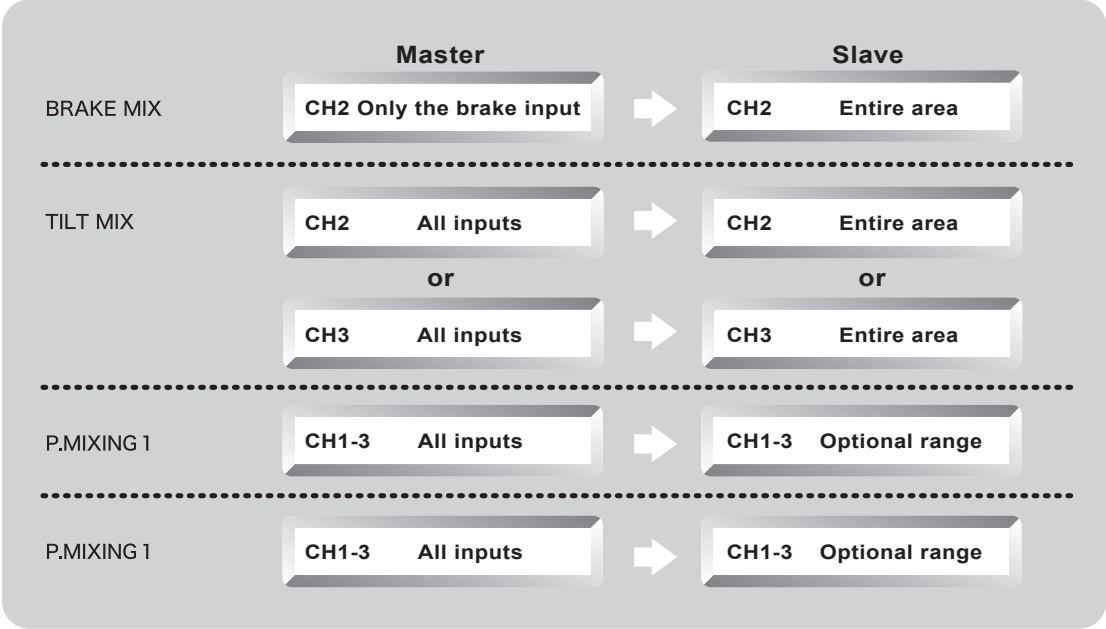 Master Slave
BRAKE MIX CH2 Only the brake input CH2 Entire area
TILT MIX CH2 All inputs CH2 Entire area
or or
CH3 All inputs CH3 Entire area
P.MIXING 1 CH1-3 All inputs CH1-3 Optional range
P.MIXING 1 CH1-3 All inputs CH1-3 Optional range